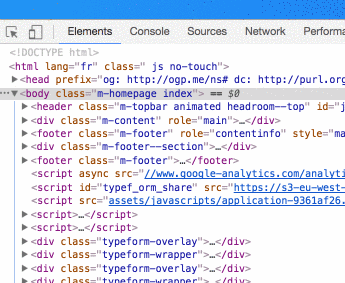 Elements Console Sources Network Performa
<!DOCTYPE html>
<html lang="fr" class=" js no-touch">
▶<head prefix="og: http://ogp.me/ns# dc: http://purl.org
… ▼<body class="m-homepage index"> == $0
▶<header class="m-topbar animated headroom--top" id="j
▶<div class="m-content" role="main">…</div>
▶<footer class="m-footer" role="contentinfo" style="ma
▶<div class="m-footer--section">…</div>
▶<footer class="m-footer">…</footer>
<script async src="//www.google-analytics.com/analyti
<script id="typef_orm_share" src="https://s3-eu-west-
<script src="assets/javascripts/application-9361af26.
▶<script>…</script>
▶<script>…</script>
▶<div class="typeform-overlay">…</div>
▶<div class="typeform-wrapper">…</div>
▶<div class="typeform-overlay">…</div>
▶<div class="typeform-wrapper">…</div>